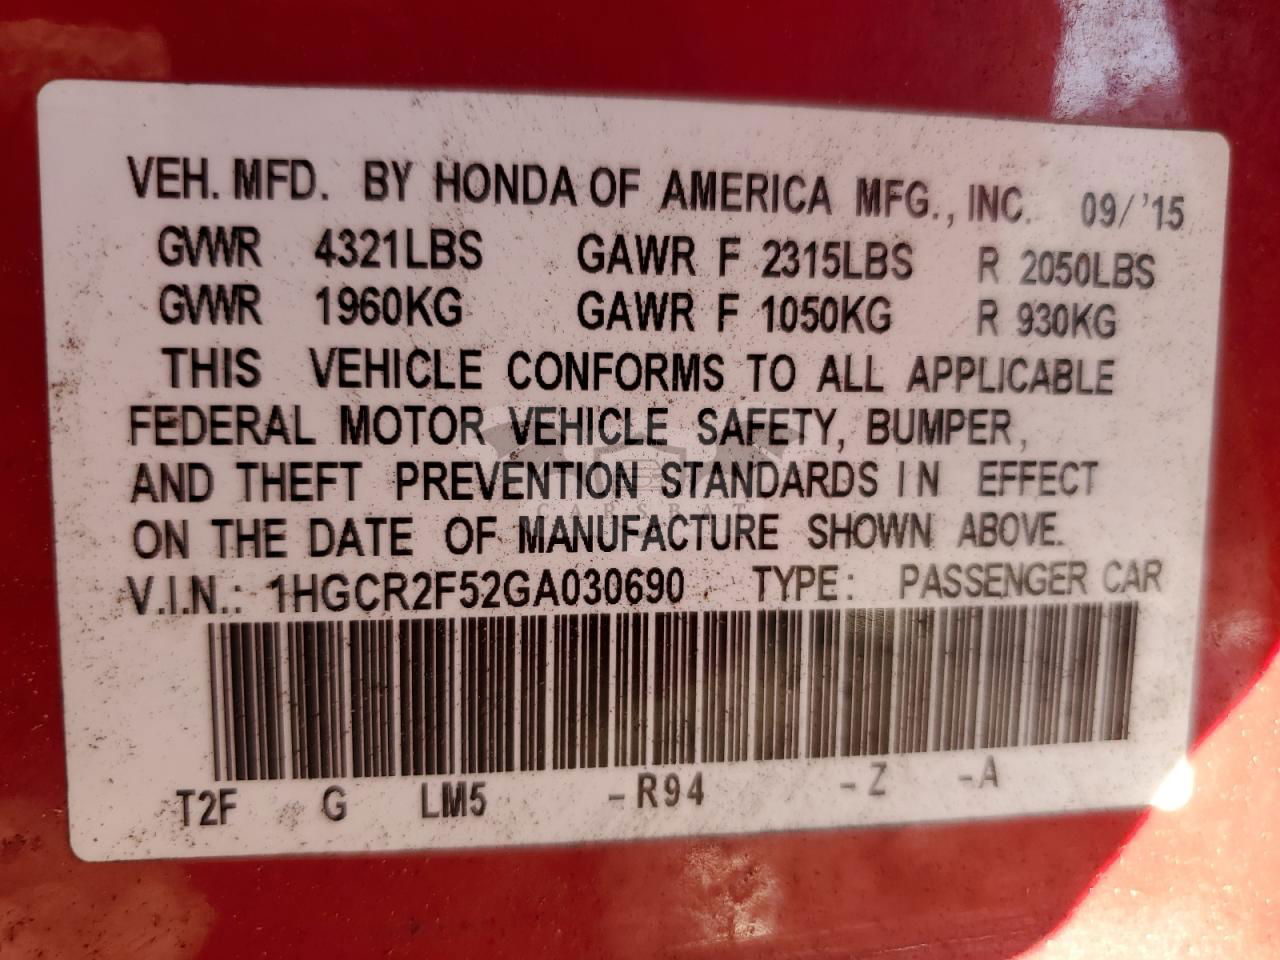 VEH. MFD. BY HONDA OF AMERICA MFG., INC. 09/ '15
GVWR 4321LBS GAWR F 2315LBS R 2050LBS
GVWR 1960KG GAWR F 1050KG R 930KG
THIS VEHICLE CONFORMS TO ALL APPLICABLE
FEDERAL MOTOR VEHICLE SAFETY, BUMPER,
AND THEFT PREVENTION STANDARDS IN EFFECT
CARSBAT
ON THE DATE OF MANUFACTURE SHOWN ABOVE.
V.I.N.: 1HGCR2F52GA030690 TYPE: PASSENGER CAR
T2F G LM5 -R94 -Z -A